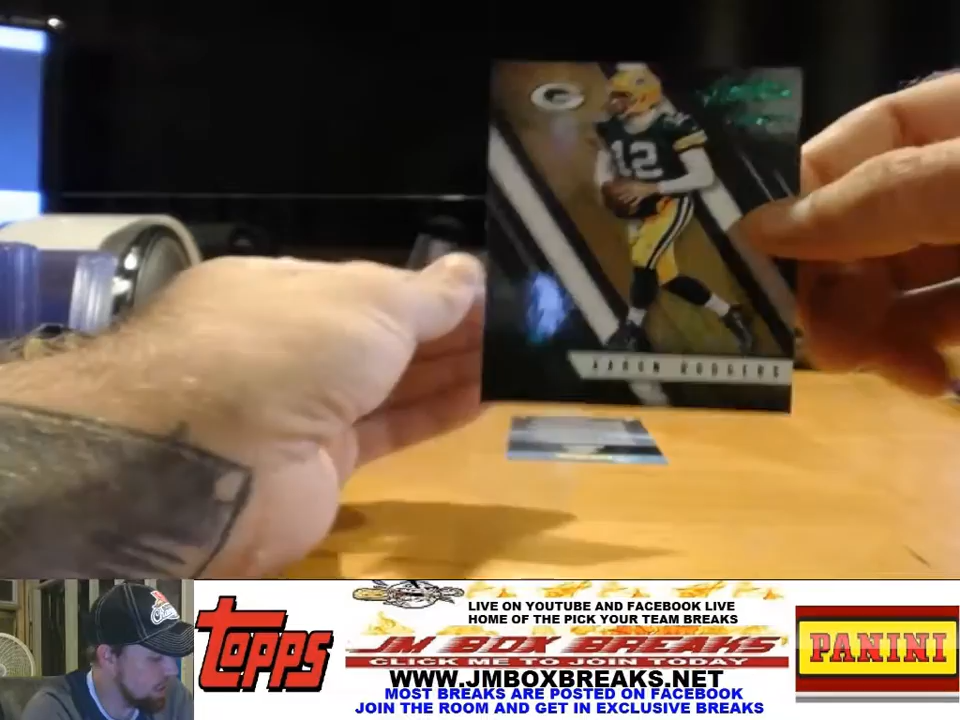 G
12
AARON RODGERS
TOPPS
LIVE ON YOUTUBE AND FACEBOOK LIVE
HOME OF THE PICK YOUR TEAM BREAKS
JM BOX BREAKS
CLICK ME TO JOIN TODAY
WWW.JMBOXBREAKS.NET
MOST BREAKS ARE POSTED ON FACEBOOK
JOIN THE ROOM AND GET IN EXCLUSIVE BREAKS
PANINI